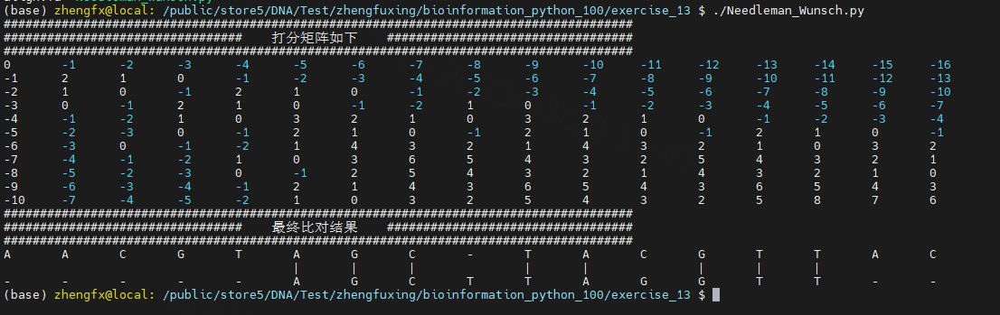 (base) zhengfx@local: /public/store5/DNA/Test/zhengfuxing/bioinformation_python_100/exercise_13 $ ./Needleman_Wunsch.py
#######################################################################################
################################# 打分矩阵如下 ##################################
#######################################################################################
0 -1 -2 -3 -4 -5 -6 -7 -8 -9 -10 -11 -12 -13 -14 -15 -16
-1 2 1 0 -1 -2 -3 -4 -5 -6 -7 -8 -9 -10 -11 -12 -13
-2 1 0 -1 2 1 0 -1 -2 -3 -4 -5 -6 -7 -8 -9 -10
-3 0 -1 2 1 0 -1 -2 1 0 -1 -2 -3 -4 -5 -6 -7
-4 -1 -2 1 0 3 2 1 0 3 2 1 0 -1 -2 -3 -4
-5 -2 -3 0 -1 2 1 0 -1 2 1 0 -1 2 1 0 -1
-6 -3 0 -1 -2 1 4 3 2 1 4 3 2 1 0 3 2
-7 -4 -1 -2 1 0 3 6 5 4 3 2 5 4 3 2 1
-8 -5 -2 -3 0 -1 2 5 4 3 2 1 4 3 2 1 0
-9 -6 -3 -4 -1 2 1 4 3 6 5 4 3 6 5 4 3
-10 -7 -4 -5 -2 1 0 3 2 5 4 3 2 5 8 7 6
#######################################################################################
################################# 最终比对结果 ##################################
#######################################################################################
A A C G T A G C - T A C G T T A C
| | | | | | | |
- - - - - A G C T T A G G T T - -
(base) zhengfx@local: /public/store5/DNA/Test/zhengfuxing/bioinformation_python_100/exercise_13 $